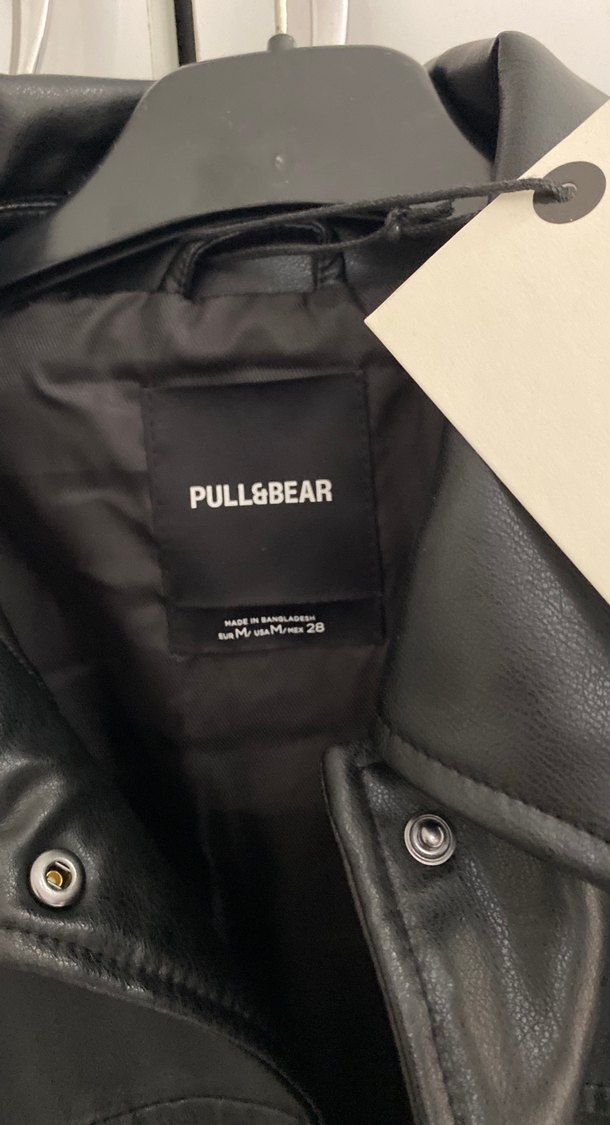 PULL&BEAR
MADE IN BANGLADESH
EUR M/ USA M/ MEX 28